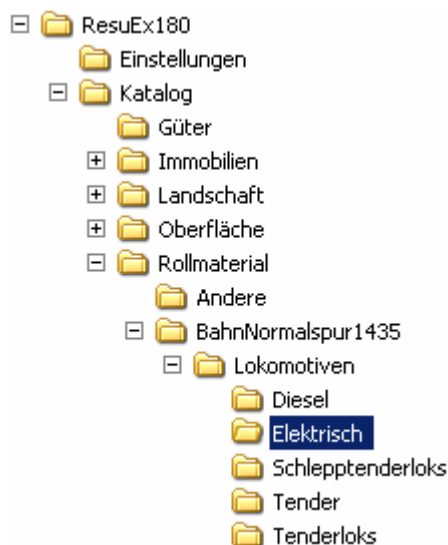 ResuEx180
Einstellungen
Katalog
Güter
Immobilien
Landschaft
Oberfläche
Rollmaterial
Andere
BahnNormalspur1435
Lokomotiven
Diesel
Elektrisch
Schlepptenderloks
Tender
Tenderloks